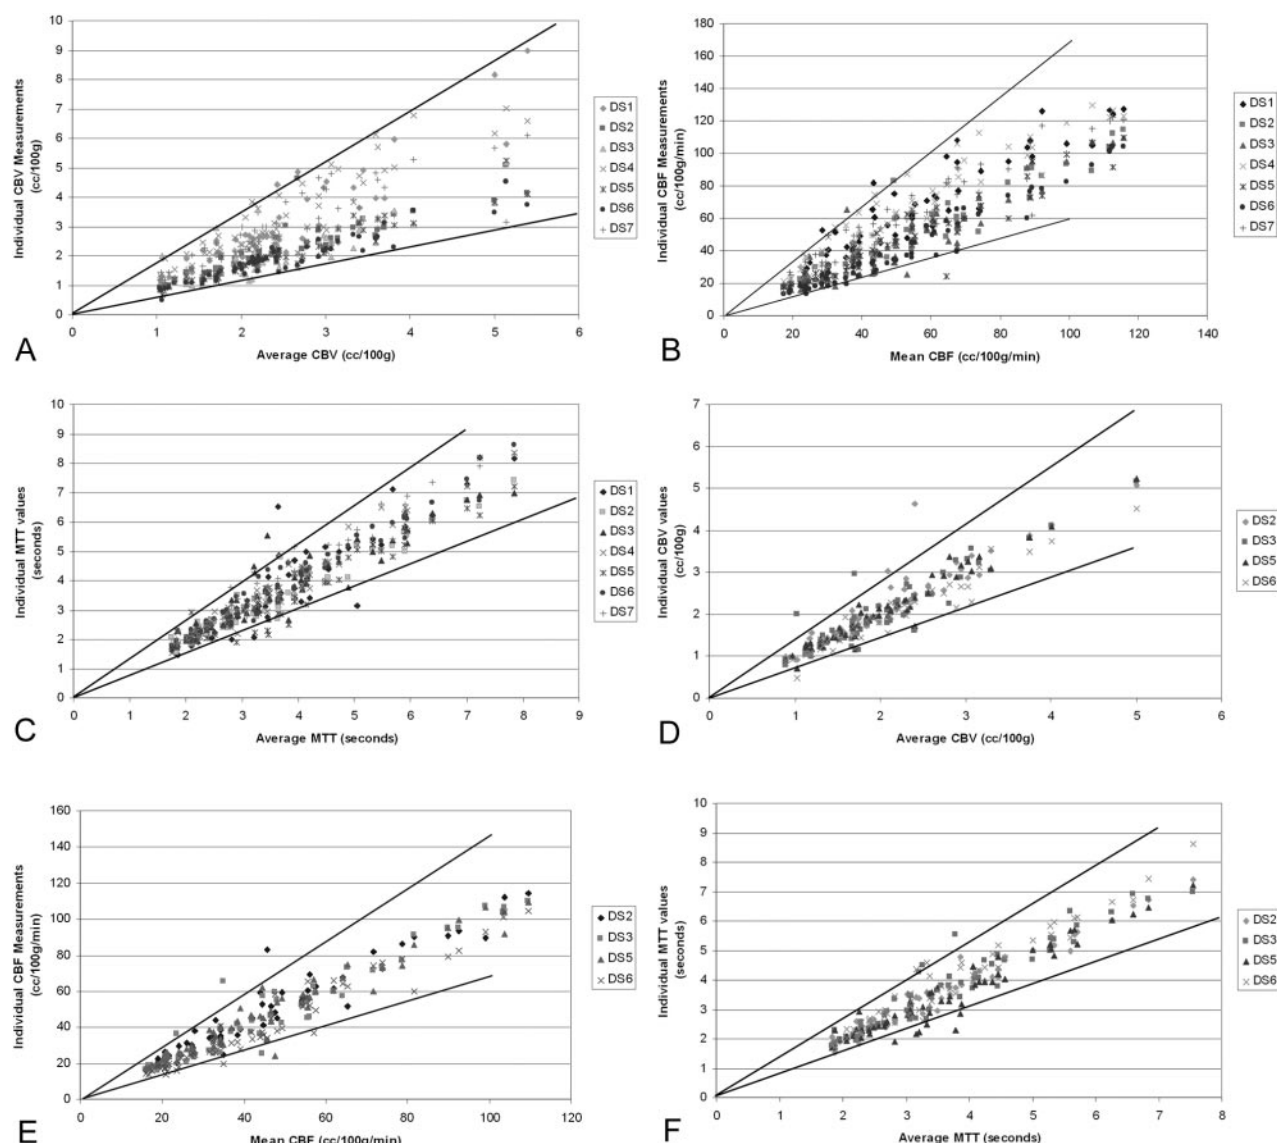 10
9
8
7
6
5
4
3
2
1
0
Individual CBV Measurements
(cc/100g)
0 1 2 3 4 5 6
Average CBV (cc/100g)
DS1
DS2
DS3
DS4
DS5
DS6
DS7
A
180
160
140
120
100
80
60
40
20
0
Individual CBF Measurements
(cc/100g/min)
0 20 40 60 80 100 120 140
Mean CBF (cc/100g/min)
DS1
DS2
DS3
DS4
DS5
DS6
DS7
B
10
9
8
7
6
5
4
3
2
1
0
Individual MTT values
(seconds)
0 1 2 3 4 5 6 7 8 9
Average MTT (seconds)
DS1
DS2
DS3
DS4
DS5
DS6
DS7
C
7
6
5
4
3
2
1
0
Individual CBV values
(cc/100g)
0 1 2 3 4 5 6
Average CBV (cc/100g)
DS2
DS3
DS5
DS6
D
160
140
120
100
80
60
40
20
0
Individual CBF Measurements
(cc/100g/min)
0 20 40 60 80 100 120
Mean CBF (cc/100g/min)
DS2
DS3
DS5
DS6
E
10
9
8
7
6
5
4
3
2
1
0
Individual MTT values
(seconds)
0 1 2 3 4 5 6 7 8
Average MTT (seconds)
DS2
DS3
DS5
DS6
F